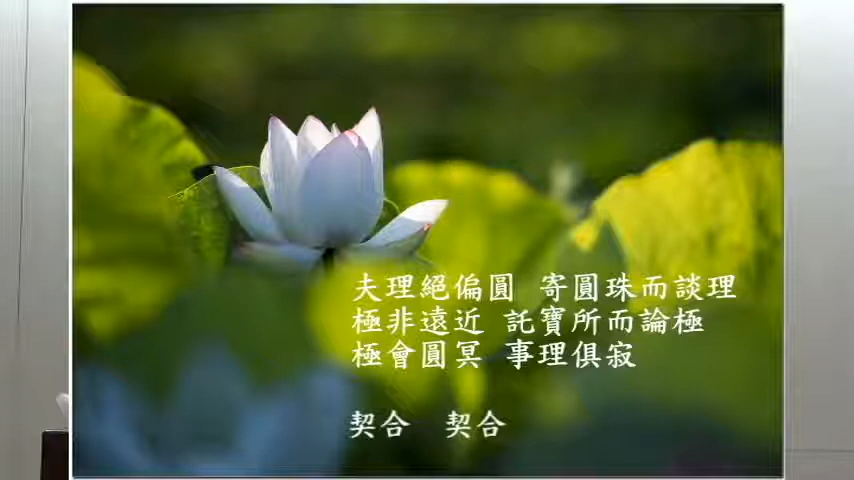 夫理絕偏圓 寄圓珠而談理
極非遠近 託寶所而論極
極會圓冥 事理俱寂
契合 契合